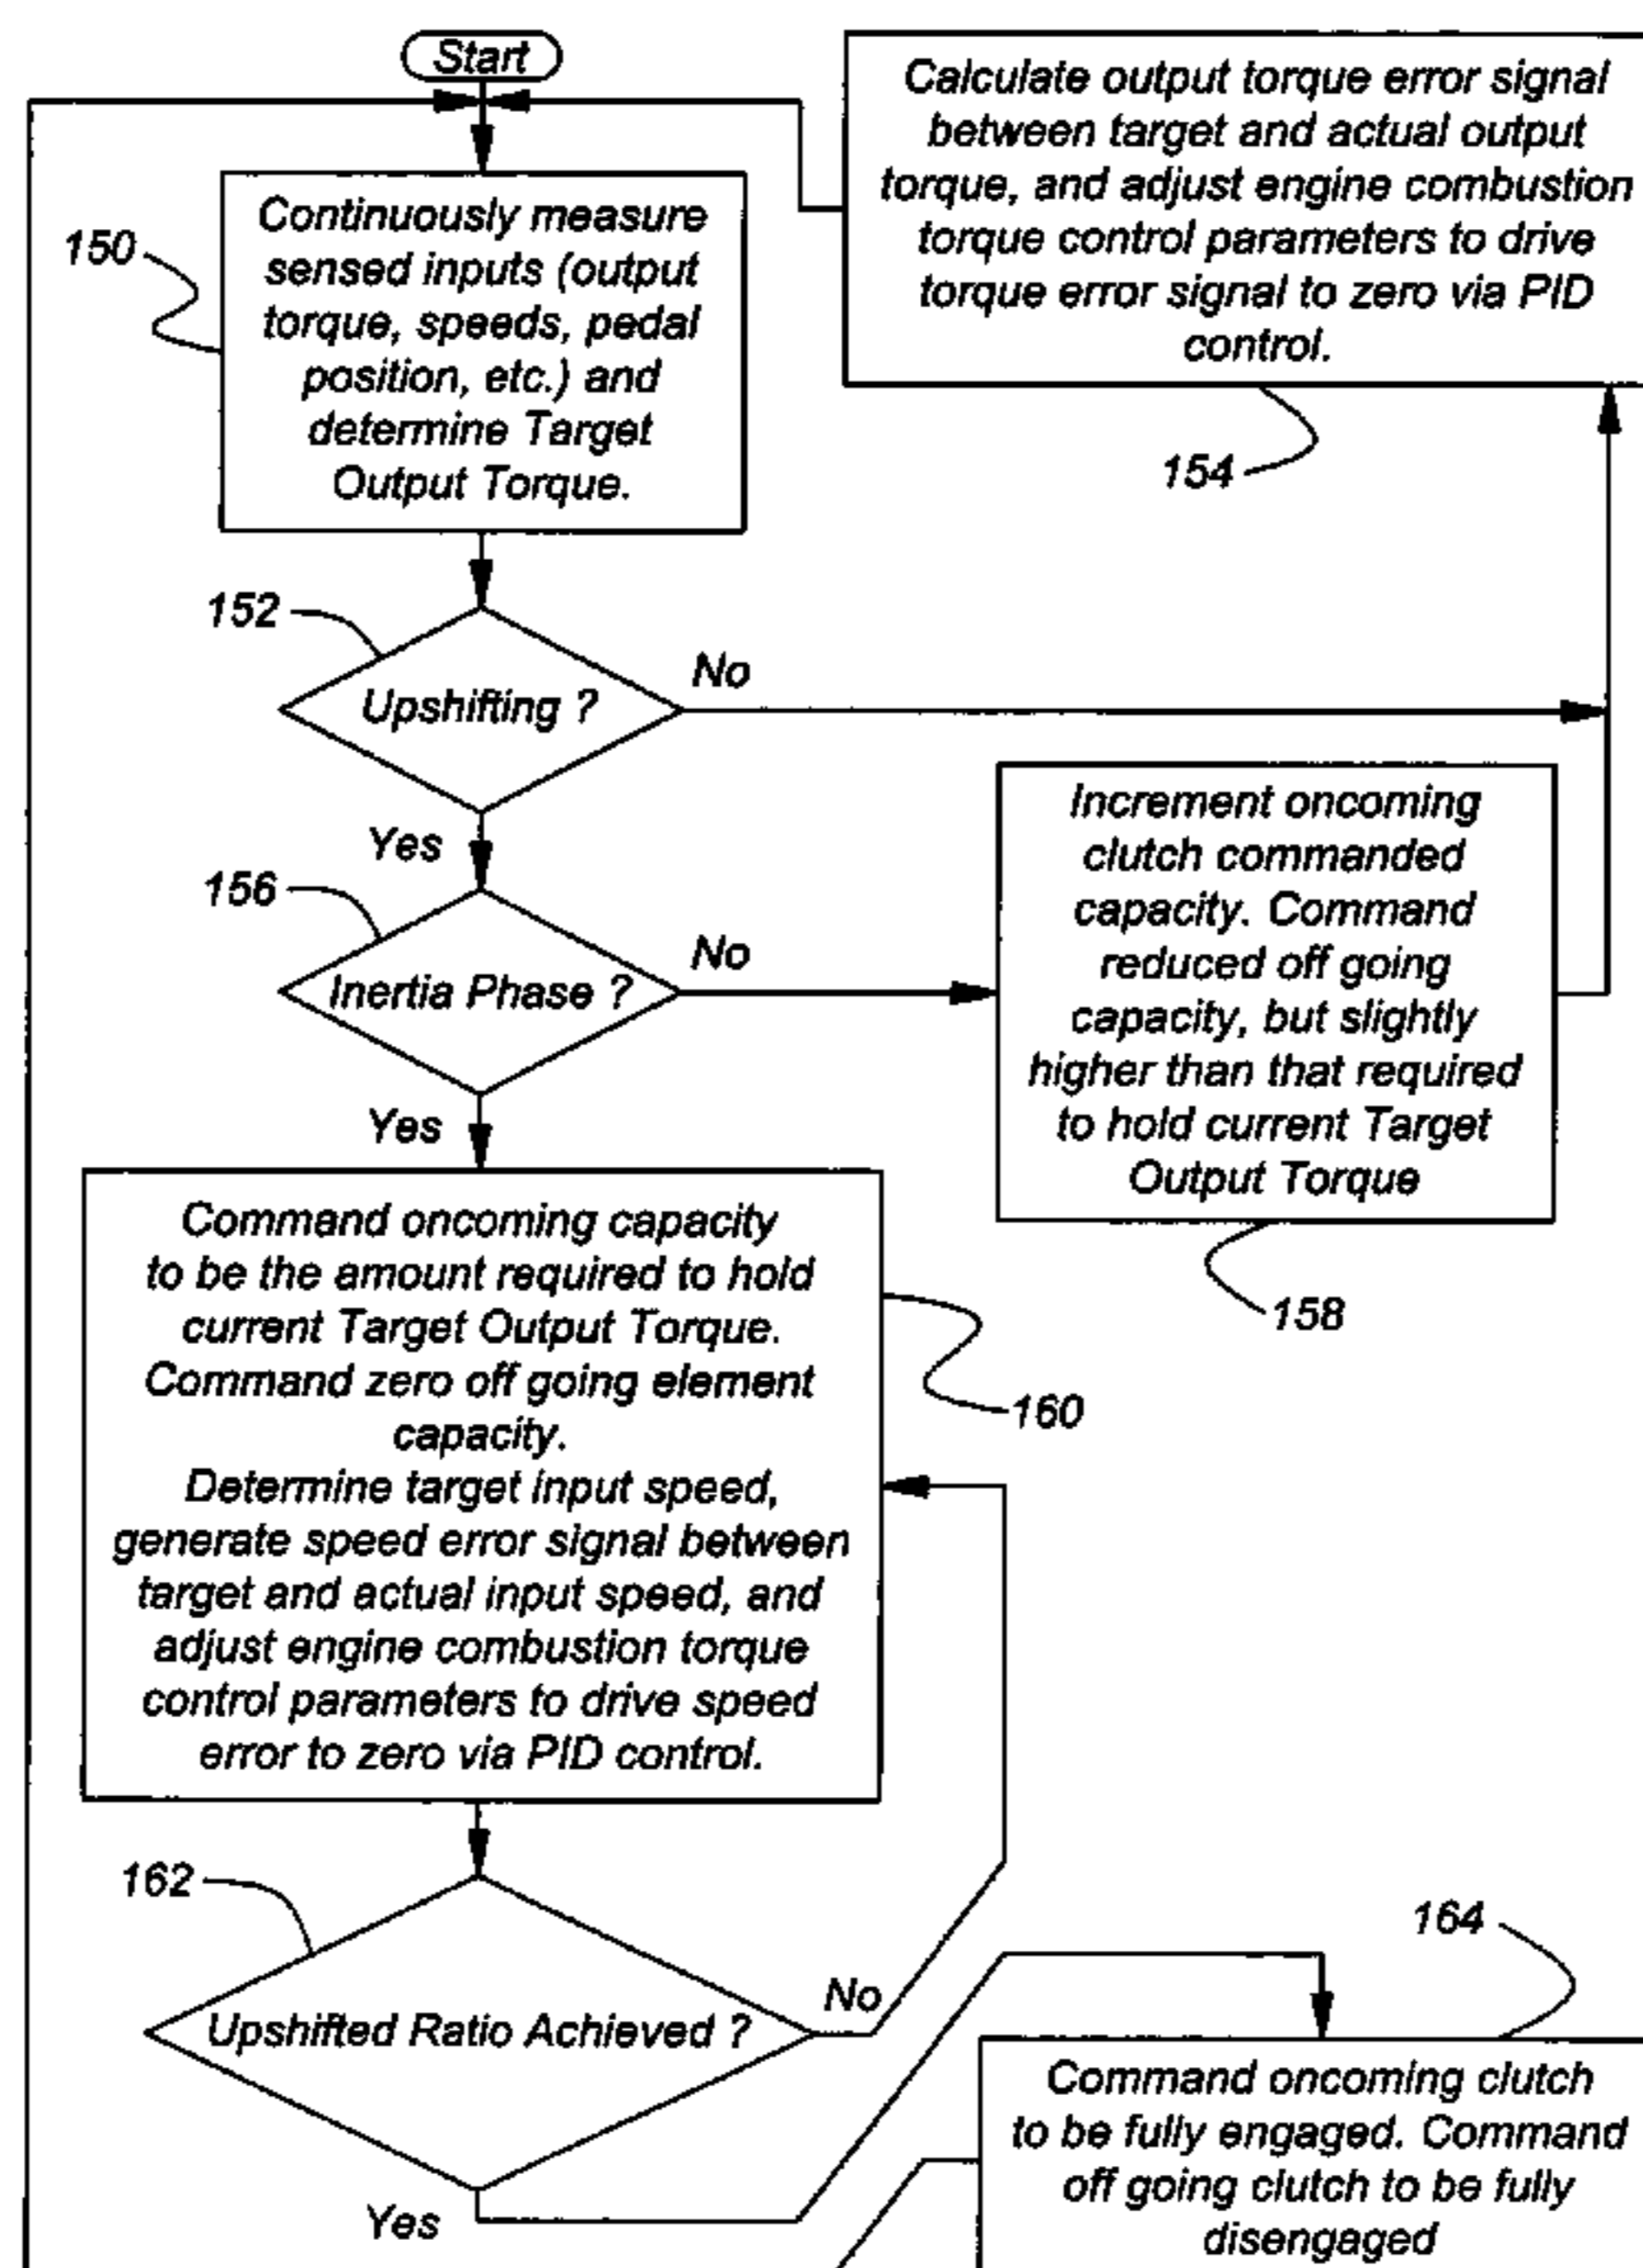 Start
Calculate output torque error signal
between target and actual output
torque, and adjust engine combustion
torque control parameters to drive
torque error signal to zero via PID
control.
154
150
Continuously measure
sensed inputs (output
torque, speeds, pedal
position, etc.) and
determine Target
Output Torque.
152
Upshifting ?
No
Yes
156
Inertia Phase ?
No
Yes
Increment oncoming
clutch commanded
capacity. Command
reduced off going
capacity, but slightly
higher than that required
to hold current Target
Output Torque
158
Command oncoming capacity
to be the amount required to hold
current Target Output Torque.
Command zero off going element
capacity.
Determine target input speed,
generate speed error signal between
target and actual input speed, and
adjust engine combustion torque
control parameters to drive speed
error to zero via PID control.
160
162
Upshifted Ratio Achieved ?
No
Yes
164
Command oncoming clutch
to be fully engaged. Command
off going clutch to be fully
disengaged